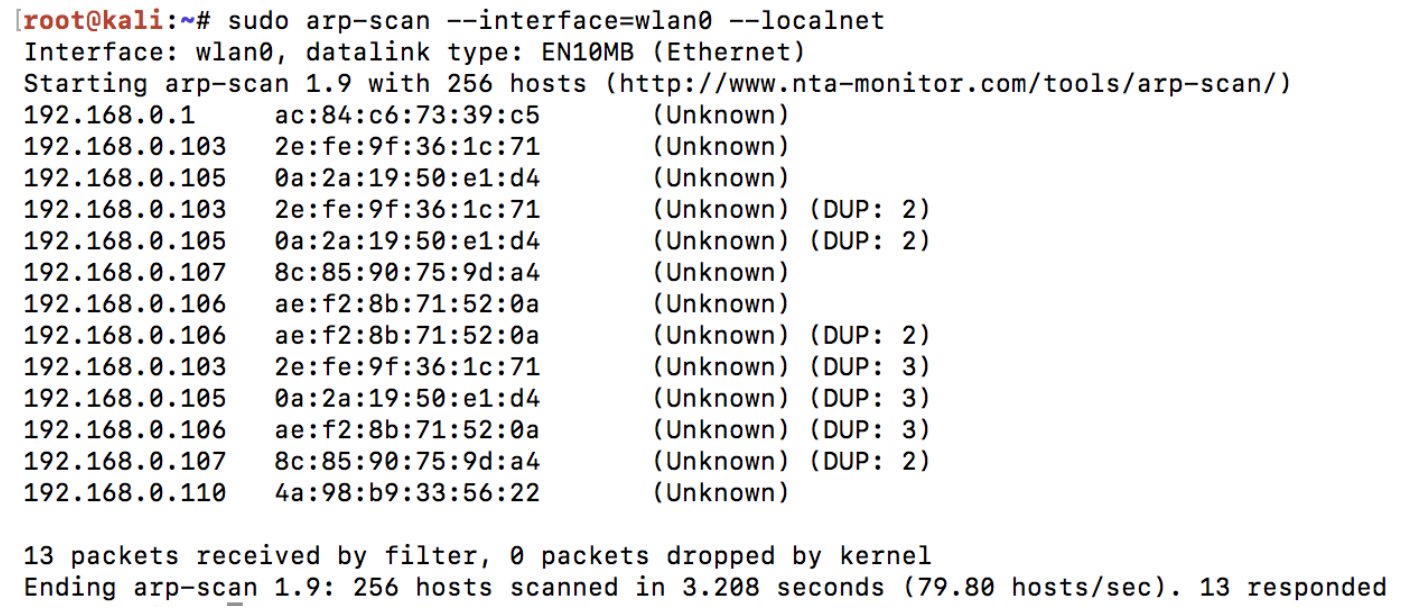 [root@kali:~# sudo arp-scan --interface=wlan0 --localnet
Interface: wlan0, datalink type: EN10MB (Ethernet)
Starting arp-scan 1.9 with 256 hosts (http://www.nta-monitor.com/tools/arp-scan/)
192.168.0.1 ac:84:c6:73:39:c5 (Unknown)
192.168.0.103 2e:fe:9f:36:1c:71 (Unknown)
192.168.0.105 0a:2a:19:50:e1:d4 (Unknown)
192.168.0.103 2e:fe:9f:36:1c:71 (Unknown) (DUP: 2)
192.168.0.105 0a:2a:19:50:e1:d4 (Unknown) (DUP: 2)
192.168.0.107 8c:85:90:75:9d:a4 (Unknown)
192.168.0.106 ae:f2:8b:71:52:0a (Unknown)
192.168.0.106 ae:f2:8b:71:52:0a (Unknown) (DUP: 2)
192.168.0.103 2e:fe:9f:36:1c:71 (Unknown) (DUP: 3)
192.168.0.105 0a:2a:19:50:e1:d4 (Unknown) (DUP: 3)
192.168.0.106 ae:f2:8b:71:52:0a (Unknown) (DUP: 3)
192.168.0.107 8c:85:90:75:9d:a4 (Unknown) (DUP: 2)
192.168.0.110 4a:98:b9:33:56:22 (Unknown)
13 packets received by filter, 0 packets dropped by kernel
Ending arp-scan 1.9: 256 hosts scanned in 3.208 seconds (79.80 hosts/sec). 13 responded